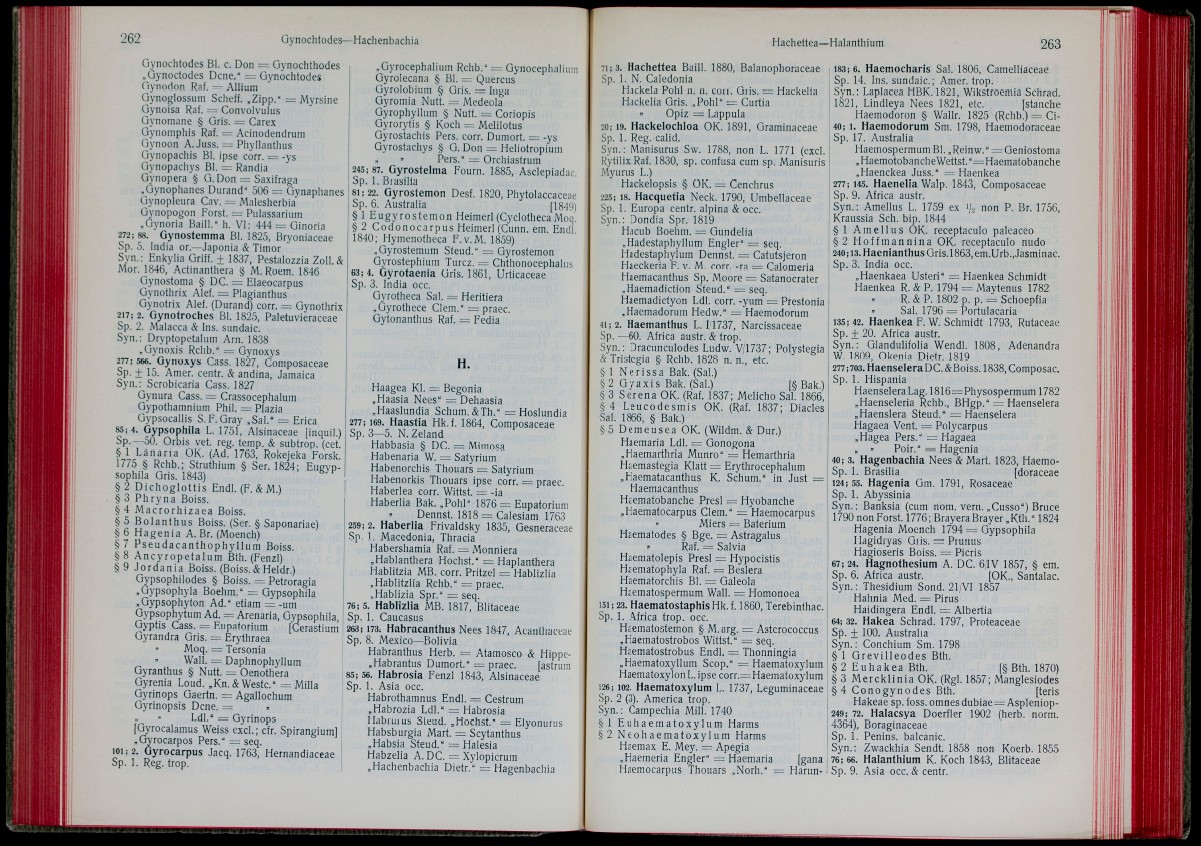 262
Gynochtodes—Hachenbachia
Gynochtodes Bl. c. Don = Gynochthodes
„Gynoctodes Dcne.“ = Gynochtodes
Gynodon Raf. = Allium
Gynoglossum Scheff. „Zipp.“ = Myrsine
Gynoisa Raf. = Convolvulus
Gynomane § Gris. = Carex
Gynomphis Raf. = Acinodendrum
Gynoon A. Juss. = Phyllanthus
Gynopachis Bl. ipse corr. = -ys
Gynopachys Bl. = Randia
Gynopera § G. Don = Saxifraga
„Gynophanes Durand“ 506 = Gynaphanes
Gynopleura Cav. = Malesherbia
Gynopogon Forst. = Pulassarium
„Gynoria Baill.“ h. VI: 444 = Ginoria
272; 88. Gynostemma Bl. 1825, Bryoniaceae
Sp. 5. India or.—Japonia & Timor
Syn.: Enkylia Griff. ± 1837, Pestalozzia Zoll. &
Mor. 1846, Actinanthera § M. Roem. 1846
Gynostoma § DC. = Elaeocarpus
Gynothrix Alef. = Plagianthus
Gynotrix Alef. (Durand) corr. = Gynothrix
217; 2. Gynotroches Bl. 1825, Paletuvieraceae
Sp. 2. Malacca & Ins. sundaic.
Syn.: Dryptopetalum Arn. 1838
„Gynoxis Rchb.“ = Gynoxys
277; 566. Gynoxys Cass. 1827, Composaceae
Sp. ± 15. Amer. centr. & andina, Jamaica
Syn.: Scrobicaria Cass. 1827
Gynura Cass. = Crassocephalum
Gypothamnium Phil. = Plazia
Gypsocallis S. F. Gray „Sal.“ = Erica
85; 4. Gypsophila L. 1751, Alsinaceae [inquil.)
Sp.—50. Orbis vet. reg. temp. & subtrop. (cet.
§ 1 Lanaria OK. (Ad. 1763, Rokejeka Forsk.
1775 § Rchb.; Struthium § Ser. 1824; Eugyp-
sophila Gris. 1843)
§ 2 Dichoglottis Endl. (F. & M.)
§ 3 Phryna Boiss.
§ 4 Macrorhizaea Boiss.
§ 5 Bolanthus Boiss. (Ser. § Saponariae)
§ 6 Hagenia A. Br. (Moench)
§ 7 Pseudacanthophyllum Boiss.
§ 8 Ancyropetalum Bth. (Fenzl)
§ 9 Jordania Boiss. (Boiss. & Heldr.)
Gypsophilodes § Boiss. = Petroragia
„Gypsophyla Boehm.“ = Gypsophila
„Gypsophyton Ad.“ etiam = -um
Gypsophytum Ad. = Arenaria, Gypsophila,
Gyptis Cass. = Eupatorium [Cerastium
Gyrandra Gris. = Erythraea
" Moq. = Tersonia
" Wall. = Daphnophyllum
Gyranthus § Nutt. = Oenothera
Gyrenia Loud. „Kn. & Westc.“ = Milla
Gyrinops Gaertn. = Agallochum
Gyrinopsis Dcne. = "
„ " Ldl.“ = Gyrinops
[Gyrocalamus Weiss excl.; cfr. Spirangium]
„Gyrocarpos Pers.“ = seq.
101; 2. Gyrocarpus Jacq. 1763, Hernandiaceae
Sp. 1. Reg. trop.
„Gyrocephalium Rchb.“ = Gynocephalium
Gyrolecana § Bl. = Quercus
Gyrolobium § Gris. = Inga
Gyromia Nutt. = Medeola
Gyrophyllum § Nutt. = Coriopis
Gyrorytis § Koch = Melilotus
Gyrostachis Pers. corr. Dumort. = -ys
Gyrostachys § G. Don = Heliotropium
„ " Pers.“ = Orchiastrum
245; 87. Gyrostelma Fourn. 1885, Asclepiadac.
Sp. 1. Brasilia
81; 22. Gyrostemon Desf. 1820, Phytolaccaceae
Sp. 6. Australia [1849)
§ 1 Eugyrostemon Heimerl (Cyclotheca Moq.
§ 2 Codonocarpus Heimerl (Cunn. em. Endl.
1840; Hymenotheca F. v. M. 1859)
„Gyrostemum Steud.“ = Gyrostemon
Gyrostephium Turcz. = Chthonocephalus
63; 4. Gyrotaenia Gris. 1861, Urticaceae
Sp. 3. India occ.
Gyrotheca Sal. = Heritiera
„Gyrothece Clem.“ = praec.
Gytonanthus Raf. = Fedia
H.
Haagea Kl. = Begonia
„Haasia Nees“ = Dehaasia
„Haaslundia Schum. & Th.“ = Hoslundia
277; 169. Haastia Hk. f. 1864, Composaceae
Sp. 3—5. N. Zeland
Habbasia § DC. = Mimosa
Habenaria W. = Satyrium
Habenorchis Thouars = Satyrium
Habenorkis Thouars ipse corr. = praec.
Haberlea corr. Wittst. = -ia
Haberlia Bak. „Pohl“ 1876 = Eupatorium
" Dennst. 1818 = Calesiam 1763
259; 2. Haberlia Frivaldsky 1835, Gesneraceae
Sp. 1. Macedonia, Thracia
Habershamia Raf. = Monniera
„Hablanthera Hochst.“ = Haplanthera
Hablitzia MB. corr. Pritzel = Hablizlia
„Hablitzlia Rchb.“ = praec.
„Hablizia Spr.“ = seq.
76; 5. Hablizlia MB. 1817, Blitaceae
Sp. 1. Caucasus
263; 173. Habracanthus Nees 1847, Acanthaceae
Sp. 8. Mexico—Bolivia
Habranthus Herb. = Atamosco & Hippe-
„Habrantus Dumort.“ = praec. [astrum
85; 56. Habrosia Fenzl 1843, Alsinaceae
Sp. 1. Asia occ.
Habrothamnus Endl. = Cestrum
„Habrozia Ldl.“ = Habrosia
Habrurus Steud. „Hochst.“ = Elyonurus
Habsburgia Mart. = Scytanthus
„Habsia Steud.“ = Halesia
Habzelia A. DC. = Xylopicrum
„Hachenbachia Dietr.“ = Hagenbachia
Hachettea—Halanthium
263
71; 3. Hachettea Baill. 1880, Balanophoraceae
Sp. 1. N. Caledonia
Hackela Pohl n. n. corr. Gris. = Hackelia
Hackelia Gris. „Pohl“ = Curtia
" Opiz = Lappula
20; 19. Hackelochloa OK. 1891, Graminaceae
Sp. 1. Reg. calid.
Syn.: Manisurus Sw. 1788, non L. 1771 (excl.
Rytilix Raf. 1830, sp. confusa cum sp. Manisuris
Myurus L.)
Hackelopsis § OK. = Cenchrus
225; 18. Hacquetia Neck. 1790, Umbellaceae
Sp. 1. Europa centr. alpina & occ.
Syn.: Dondia Spr. 1819
Hacub Boehm. = Gundelia
„Hadestaphyllum Engler“ = seq.
Hadestaphylum Dennst. = Catutsjeron
Haeckeria F. v. M. corr. -ra = Calomeria
Haemacanthus Sp. Moore = Satanocrater
„Haemadiction Steud.“ = seq.
Haemadictyon Ldl. corr. -yum = Prestonia
„Haemadorum Hedw.“ = Haemodorum
41; 2. Haemanthus L. I|1737, Narcissaceae
Sp. —60. Africa austr. & trop.
Syn.: Dracunculodes Ludw. V|1737; Polystegia
& Tristegia § Rchb. 1828 n. n., etc.
§ 1 Nerissa Bak. (Sal.)
§ 2 Gyaxis Bak. (Sal.) [§ Bak.)
§ 3 Serena OK. (Raf. 1837; Melicho Sal. 1866,
§ 4 Leucodesmis OK. (Raf. 1837; Diacles
Sal. 1866, § Bak.)
§ 5 Demeusea OK. (Wildm. & Dur.)
Haemaria Ldl. = Gonogona
„Haemarthria Munro“ = Hemarthria
Haemastegia Klatt = Erythrocephalum
„Haematacanthus K. Schum.“ in Just =
Haemacanthus
Haematobanche Presl = Hyobanche
„Haematocarpus Clem.“ = Haemocarpus
" Miers = Baterium
Haematodes § Bge. = Astragalus
" Raf. = Salvia
Haematolepis Presl = Hypocistis
Haematophyla Raf. = Beslera
Haematorchis Bl. = Galeola
Haematospermum Wall. = Homonoea
151; 23. Haematostaphis Hk. f. 1860, Terebinthac.
Sp. 1. Africa trop. occ.
Haematostemon § M. arg. = Astrococcus
„Haematostrobos Wittst.“ = seq.
Haematostrobus Endl. = Thonningia
„Haematoxyllum Scop.“ = Haematoxylum
Haematoxylon L. ipse corr. = Haematoxylum
126; 102. Haematoxylum L. 1737, Leguminaceae
Sp. 2 (3). America trop.
Syn.: Campechia Mill. 1740
§ 1 Euhaematoxylum Harms
§ 2 Neohaematoxylum Harms
Haemax E. Mey. = Apegia
„Haemeria Engler“ = Haemaria [gana
Haemocarpus Thouars „Norh.“ = Harun-
183; 6. Haemocharis Sal. 1806, Camelliaceae
Sp. 14. Ins. sundaic.; Amer. trop.
Syn.: Laplacea HBK. 1821, Wikstroemia Schrad.
1821, Lindleya Nees 1821, etc. [stanche
Haemodoron § Wallr. 1825 (Rchb.) = Ci-
40; 1. Haemodorum Sm. 1798, Haemodoraceae
Sp. 17. Australia
Haemospermum Bl. „Reinw.“ = Geniostoma
„Haemotobanche Wettst.“ = Haematobanche
„Haenckea Juss.“ = Haenkea
277; 145. Haenelia Walp. 1843, Composaceae
Sp. 9. Africa austr.
Syn.: Amellus L. 1759 ex ½ non P. Br. 1756,
Kraussia Sch. bip. 1844
§ 1 Amellus OK. receptaculo paleaceo
§ 2 Hoffmannina OK. receptaculo nudo
240; 13. Haenianthus Gris. 1863, em. Urb., Jasminac.
Sp. 3. India occ.
„Haenkaea Usteri“ = Haenkea Schmidt
Haenkea R. & P. 1794 = Maytenus 1782
" R. & P. 1802 p. p. = Schoepfia
" Sal. 1796 = Portulacaria
135; 42. Haenkea F. W. Schmidt 1793, Rutaceae
Sp. ± 20. Africa austr.
Syn.: Glandulifolia Wendl. 1808, Adenandra
W. 1809, Okenia Dietr. 1819
277; 703. Haenselera DC. & Boiss. 1838, Composac.
Sp. 1. Hispania
Haenselera Lag. 1816 = Physospermum 1782
„Haenseleria Rchb., BHgp.“ = Haenselera
„Haenslera Steud.“ = Haenselera
Hagaea Vent. = Polycarpus
„Hagea Pers.“ = Hagaea
„ " Poir.“ = Hagenia
40; 3. Hagenbachia Nees & Mart. 1823, Haemo-
Sp. 1. Brasilia [doraceae
124; 55. Hagenia Gm. 1791, Rosaceae
Sp. 1. Abyssinia
Syn.: Banksia (cum nom. vern. „Cusso“) Bruce
1790 non Forst. 1776; Brayera Brayer „Kth.“ 1824
Hagenia Moench 1794 = Gypsophila
Hagidryas Gris. = Prunus
Hagioseris Boiss. = Picris
67; 24. Hagnothesium A. DC. 61V 1857, § em.
Sp. 6. Africa austr. [OK., Santalac.
Syn.: Thesidium Sond. 21|VI 1857
Hahnia Med. = Pirus
Haidingera Endl. = Albertia
64; 32. Hakea Schrad. 1797, Proteaceae
Sp. ± 100. Australia
Syn.: Conchium Sm. 1798
§ 1 Grevilleodes Bth.
§ 2 Euhakea Bth. [§ Bth. 1870)
§ 3 Mercklinia OK. (Rgl. 1857; Manglesiodes
§ 4 Conogynodes Bth. [teris
Hakeae sp. foss. omnes dubiae = Aspleniop-
249; 72. Halacsya Doerfler 1902 (herb. norm.
4364), Boraginaceae
Sp. 1. Penins. balcanic.
Syn.: Zwackhia Sendt. 1858 non Koerb. 1855
76; 66. Halanthium K. Koch 1843, Blitaceae
Sp. 9. Asia occ. & centr.